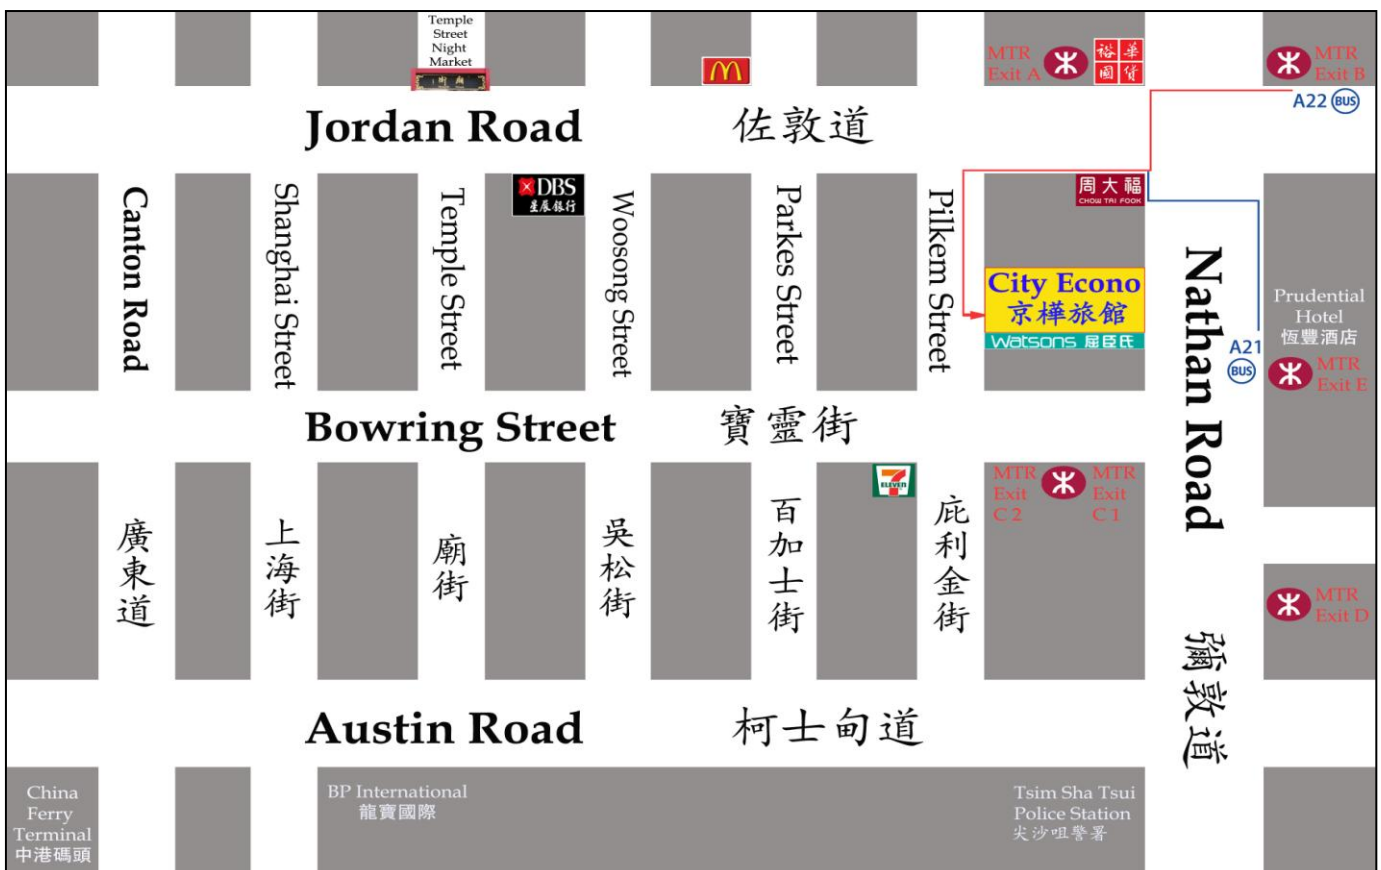 Temple
Street
Night
Market
廟街
MTR
Exit A
裕華
國貨
MTR
Exit B
A22 BUS
Jordan Road 佐敦道
Canton Road
Shanghai Street
Temple Street
DBS
星展銀行
Woosong Street
Parkes Street
Pilkem Street
周大福
CHOW TAI FOOK
City Econo
京樺旅館
watsons 屈臣氏
Nathan Road
Prudential
Hotel
恆豐酒店
A21
BUS
MTR
Exit E
Bowring Street 寶靈街
7
ELEVEN
MTR
Exit
C 2
MTR
Exit
C 1
廣東道
上海街
廟街
吳松街
百加士街
庇利金街
MTR
Exit D
彌敦道
Austin Road 柯士甸道
China
Ferry
Terminal
中港碼頭
BP International
龍寶國際
Tsim Sha Tsui
Police Station
尖沙咀警署